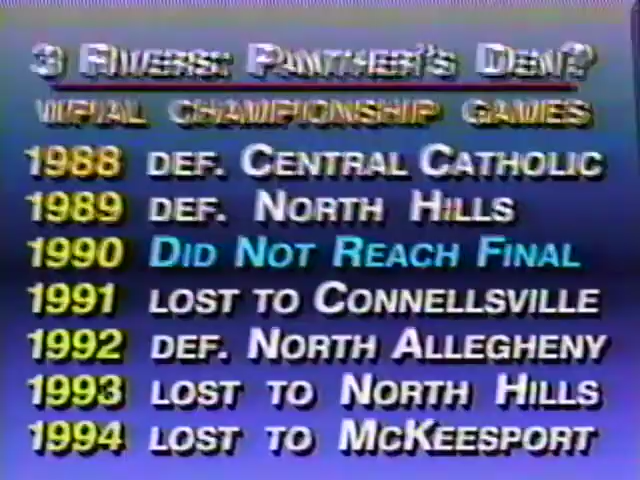 3 RIVERS: PANTHER'S DEN?
WPIAL CHAMPIONSHIP GAMES
1988 DEF. CENTRAL CATHOLIC
1989 DEF. NORTH HILLS
1990 DID NOT REACH FINAL
1991 LOST TO CONNELLSVILLE
1992 DEF. NORTH ALLEGHENY
1993 LOST TO NORTH HILLS
1994 LOST TO MCKEESPORT